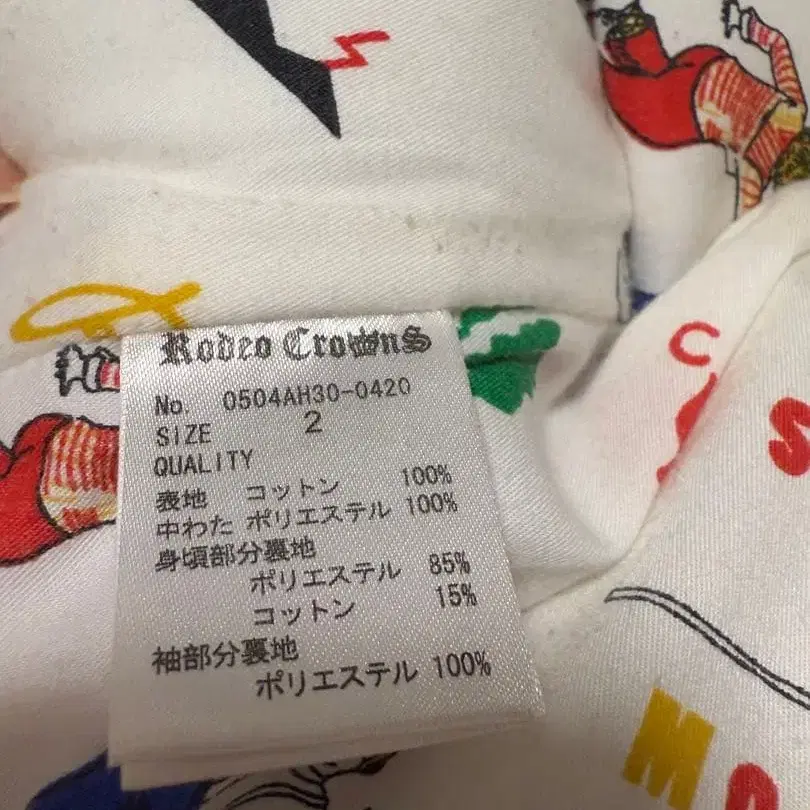 Rodeo Crowns
No. 0504AH30-0420
SIZE 2
QUALITY
表地 コットン 100%
中わた ポリエステル 100%
身頃部分裏地
ポリエステル 85%
コットン 15%
袖部分裏地
ポリエステル 100%
C
S
M